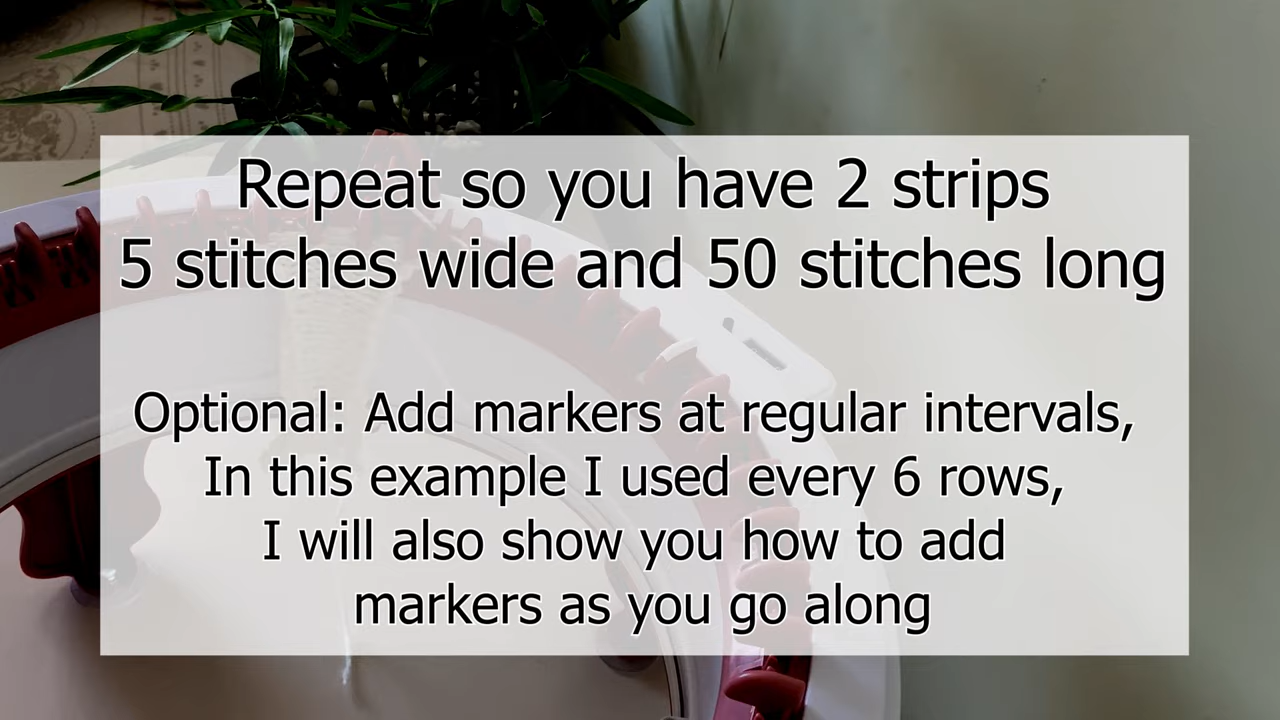 Repeat so you have 2 strips
5 stitches wide and 50 stitches long
Optional: Add markers at regular intervals,
In this example I used every 6 rows,
I will also show you how to add
markers as you go along